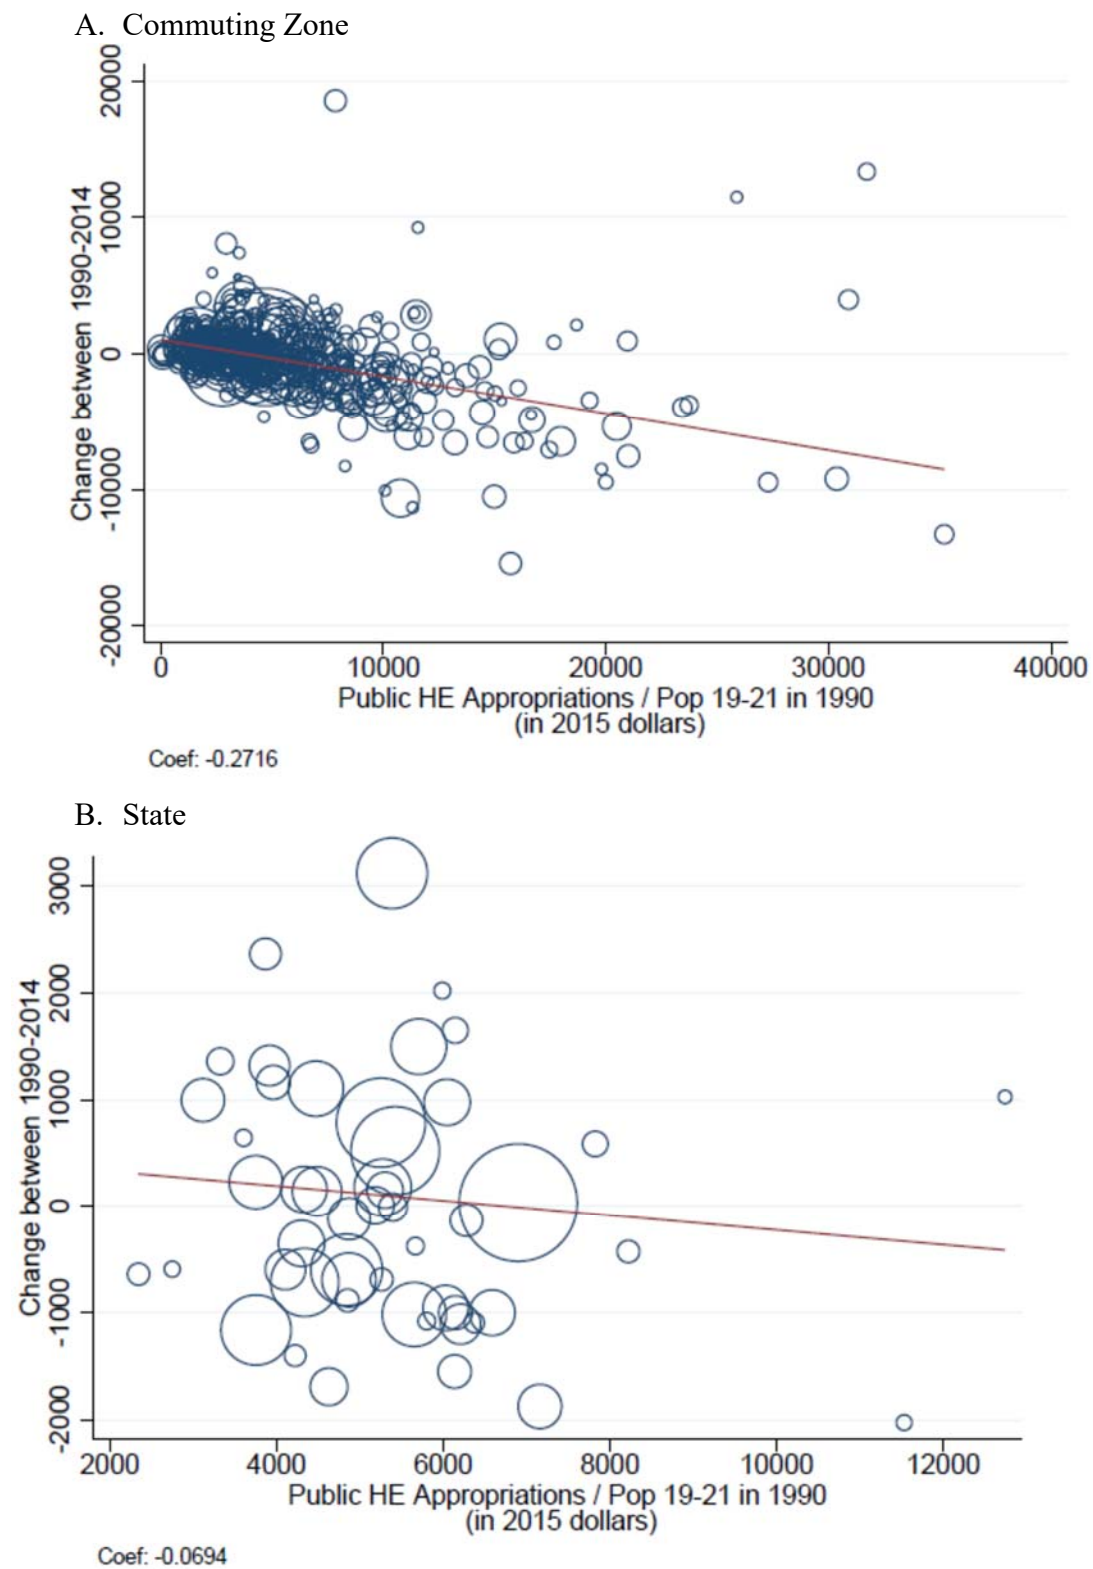 A. Commuting Zone
20000
10000
0
-10000
-20000
Change between 1990-2014
0 10000 20000 30000 40000
Public HE Appropriations / Pop 19-21 in 1990
(in 2015 dollars)
Coef: -0.2716
B. State
3000
2000
1000
0
-1000
-2000
Change between 1990-2014
2000 4000 6000 8000 10000 12000
Public HE Appropriations / Pop 19-21 in 1990
(in 2015 dollars)
Coef: -0.0694